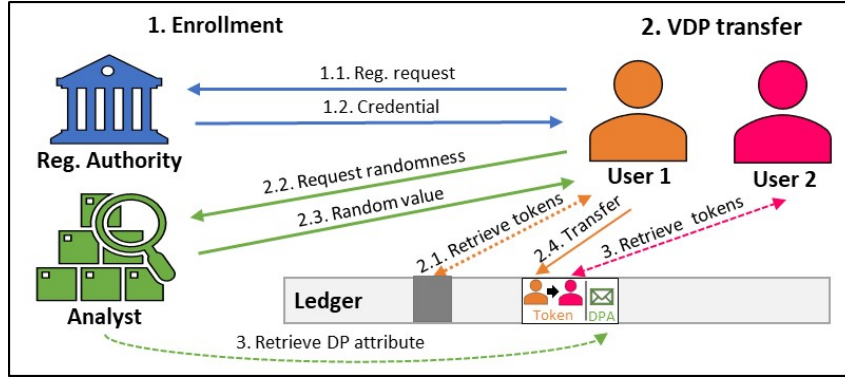 1. Enrollment
2. VDP transfer
1.1. Reg. request
1.2. Credential
Reg. Authority
User 1
User 2
2.2. Request randomness
2.3. Random value
2.1. Retrieve tokens
2.4. Transfer
3. Retrieve tokens
Analyst
Ledger
Token
DPA
3. Retrieve DP attribute